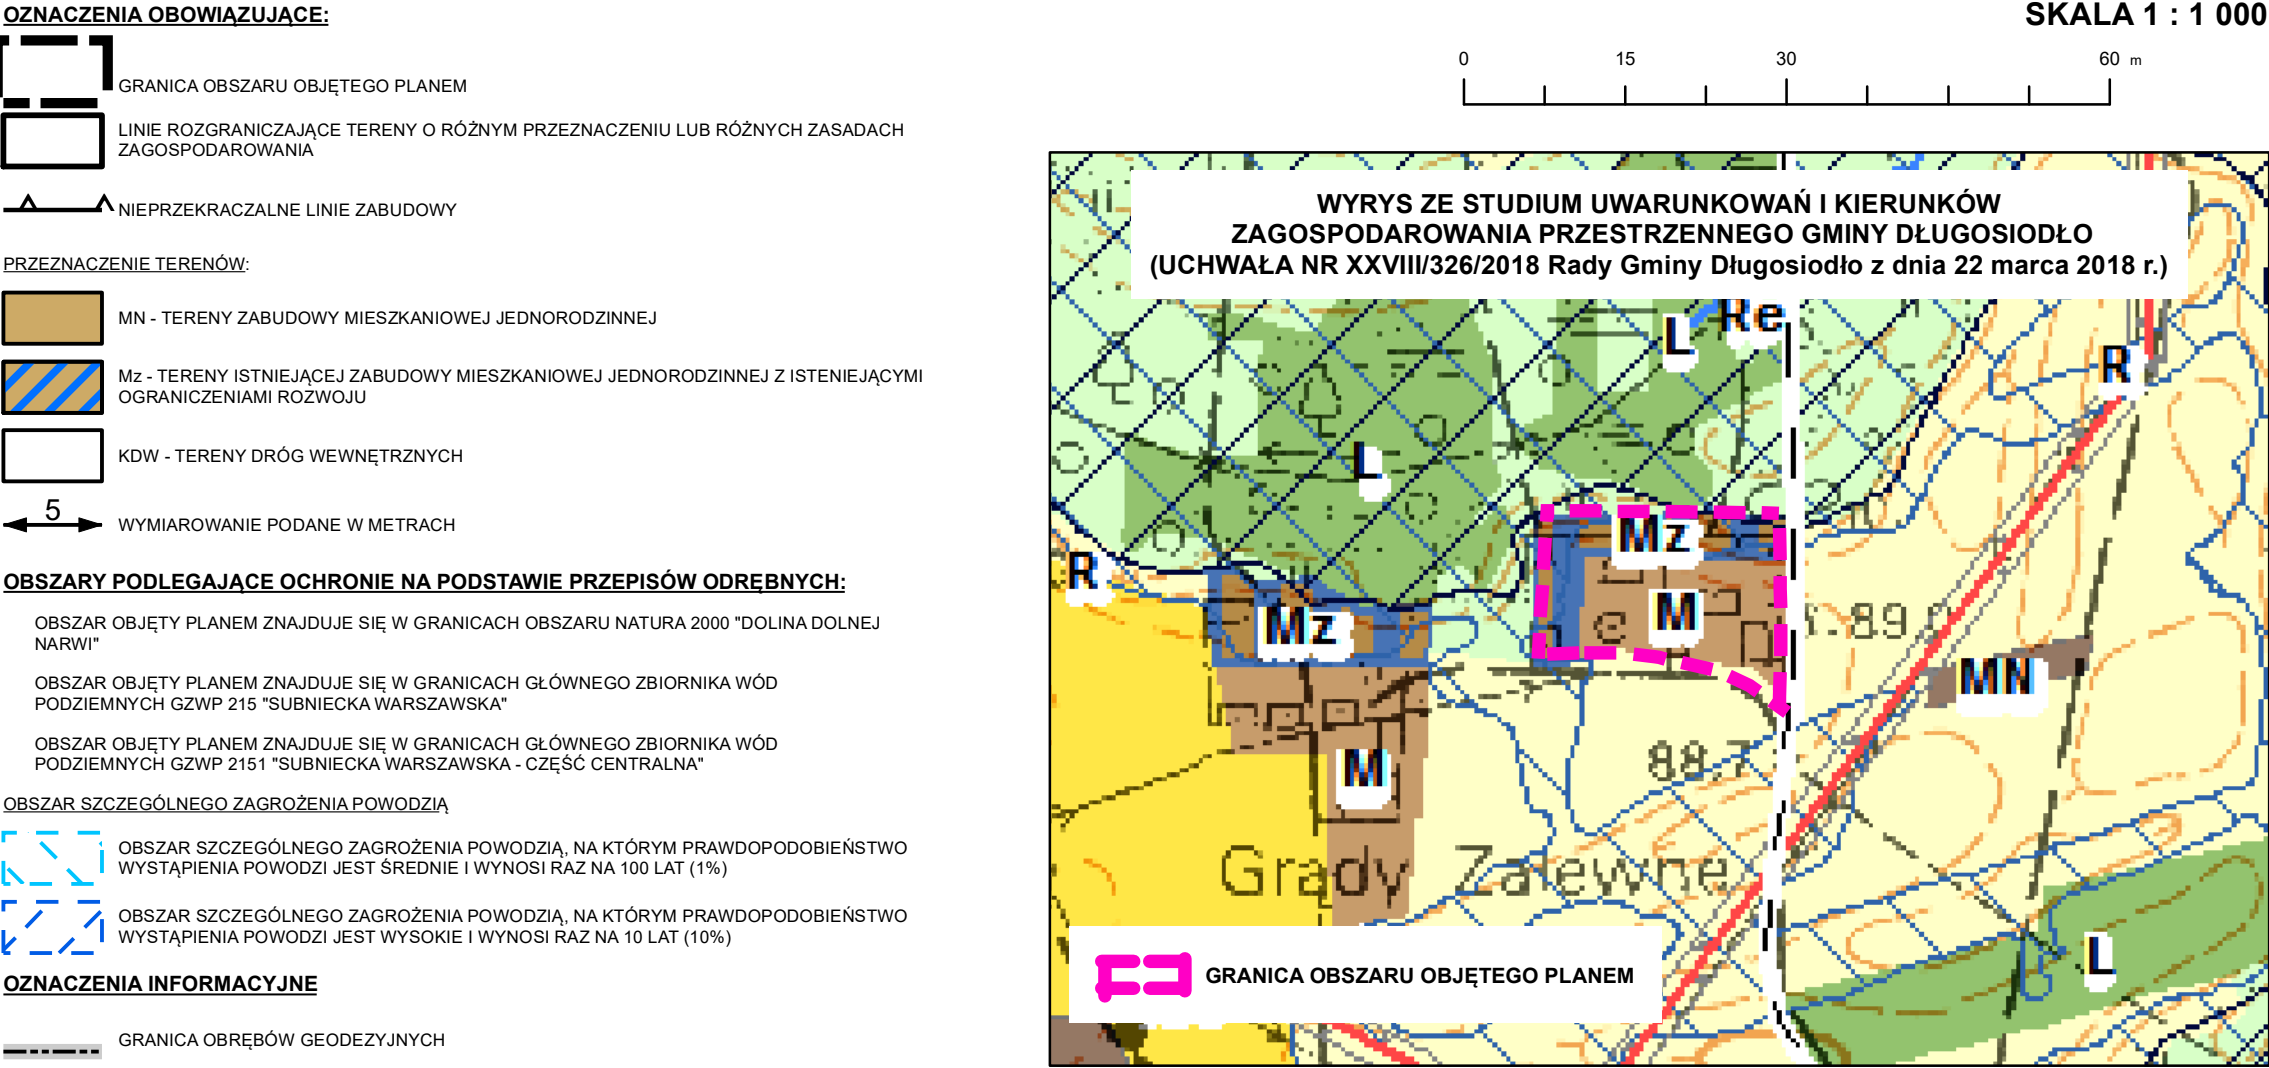 OZNACZENIA OBOWIĄZUJĄCE:
GRANICA OBSZARU OBJĘTEGO PLANEM
LINIE ROZGRANICZAJĄCE TERENY O RÓŻNYM PRZEZNACZENIU LUB RÓŻNYCH ZASADACH
ZAGOSPODAROWANIA
NIEPRZEKRACZALNE LINIE ZABUDOWY
PRZEZNACZENIE TERENÓW:
MN - TERENY ZABUDOWY MIESZKANIOWEJ JEDNORODZINNEJ
Mz - TERENY ISTNIEJĄCEJ ZABUDOWY MIESZKANIOWEJ JEDNORODZINNEJ Z ISTENIEJĄCYMI
OGRANICZENIAMI ROZWOJU
KDW - TERENY DRÓG WEWNĘTRZNYCH
5
WYMIAROWANIE PODANE W METRACH
OBSZARY PODLEGAJĄCE OCHRONIE NA PODSTAWIE PRZEPISÓW ODRĘBNYCH:
OBSZAR OBJĘTY PLANEM ZNAJDUJE SIĘ W GRANICACH OBSZARU NATURA 2000 "DOLINA DOLNEJ
NARWI"
OBSZAR OBJĘTY PLANEM ZNAJDUJE SIĘ W GRANICACH GŁÓWNEGO ZBIORNIKA WÓD
PODZIEMNYCH GZWP 215 "SUBNIECKA WARSZAWSKA"
OBSZAR OBJĘTY PLANEM ZNAJDUJE SIĘ W GRANICACH GŁÓWNEGO ZBIORNIKA WÓD
PODZIEMNYCH GZWP 2151 "SUBNIECKA WARSZAWSKA - CZĘŚĆ CENTRALNA"
OBSZAR SZCZEGÓLNEGO ZAGROŻENIA POWODZIĄ
OBSZAR SZCZEGÓLNEGO ZAGROŻENIA POWODZIĄ, NA KTÓRYM PRAWDOPODOBIEŃSTWO
WYSTĄPIENIA POWODZI JEST ŚREDNIE I WYNOSI RAZ NA 100 LAT (1%)
OBSZAR SZCZEGÓLNEGO ZAGROŻENIA POWODZIĄ, NA KTÓRYM PRAWDOPODOBIEŃSTWO
WYSTĄPIENIA POWODZI JEST WYSOKIE I WYNOSI RAZ NA 10 LAT (10%)
OZNACZENIA INFORMACYJNE
GRANICA OBRĘBÓW GEODEZYJNYCH
SKALA 1 : 1 000
0 15 30 60 m
WYRYS ZE STUDIUM UWARUNKOWAŃ I KIERUNKÓW
ZAGOSPODAROWANIA PRZESTRZENNEGO GMINY DŁUGOSIODŁO
(UCHWAŁA NR XXVIII/326/2018 Rady Gminy Długosiodło z dnia 22 marca 2018 r.)
L
Re
R
L
Mz
R
Mz
M
MN
M
88.7
Grądy Zalewne
L
GRANICA OBSZARU OBJĘTEGO PLANEM